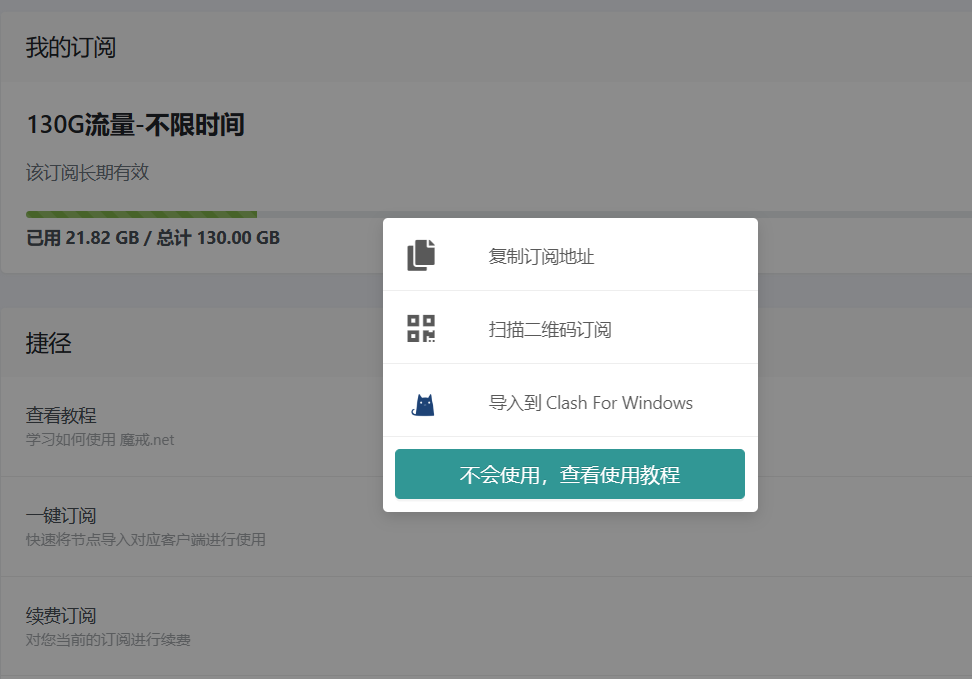 我的订阅
130G流量-不限时间
该订阅长期有效
已用 21.82 GB / 总计 130.00 GB
复制订阅地址
扫描二维码订阅
导入到 Clash For Windows
不会使用，查看使用教程
捷径
查看教程
学习如何使用 魔戒.net
一键订阅
快速将节点导入对应客户端进行使用
续费订阅
对您当前的订阅进行续费